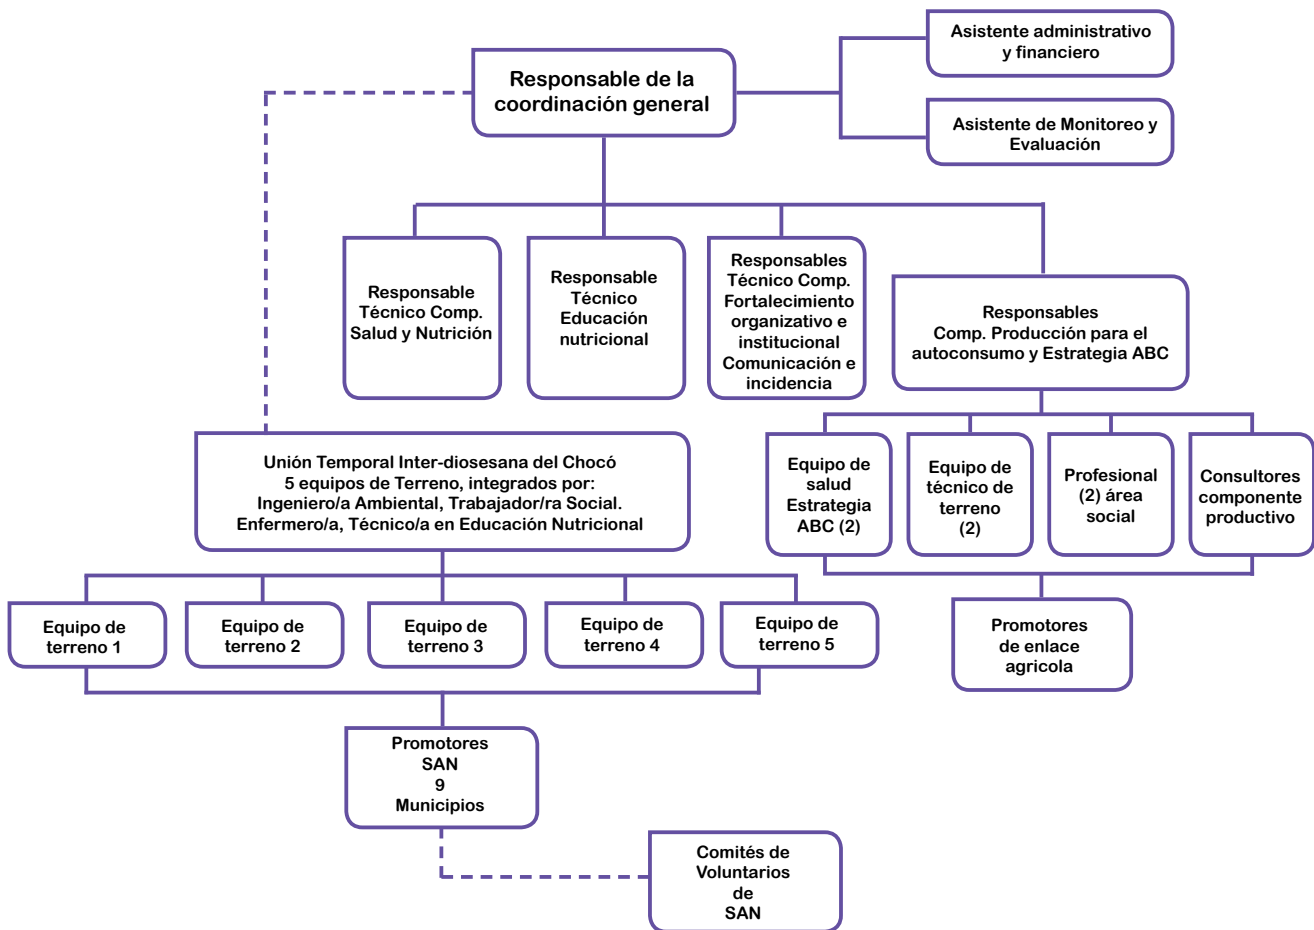 Asistente administrativo
y financiero
Responsable de la
coordinación general
Asistente de Monitoreo y
Evaluación
Responsable
Técnico Comp.
Salud y Nutrición
Responsable
Técnico
Educación
nutricional
Responsables
Técnico Comp.
Fortalecimiento
organizativo e
institucional
Comunicación e
incidencia
Responsables
Comp. Producción para el
autoconsumo y Estrategia ABC
Unión Temporal Inter-diosesana del Chocó
5 equipos de Terreno, integrados por:
Ingeniero/a Ambiental, Trabajador/ra Social.
Enfermero/a, Técnico/a en Educación Nutricional
Equipo de
salud
Estrategia
ABC (2)
Equipo de
técnico de
terreno
(2)
Profesional
(2) área
social
Consultores
componente
productivo
Equipo de
terreno 1
Equipo de
terreno 2
Equipo de
terreno 3
Equipo de
terreno 4
Equipo de
terreno 5
Promotores
de enlace
agricola
Promotores
SAN
9
Municipios
Comités de
Voluntarios
de
SAN